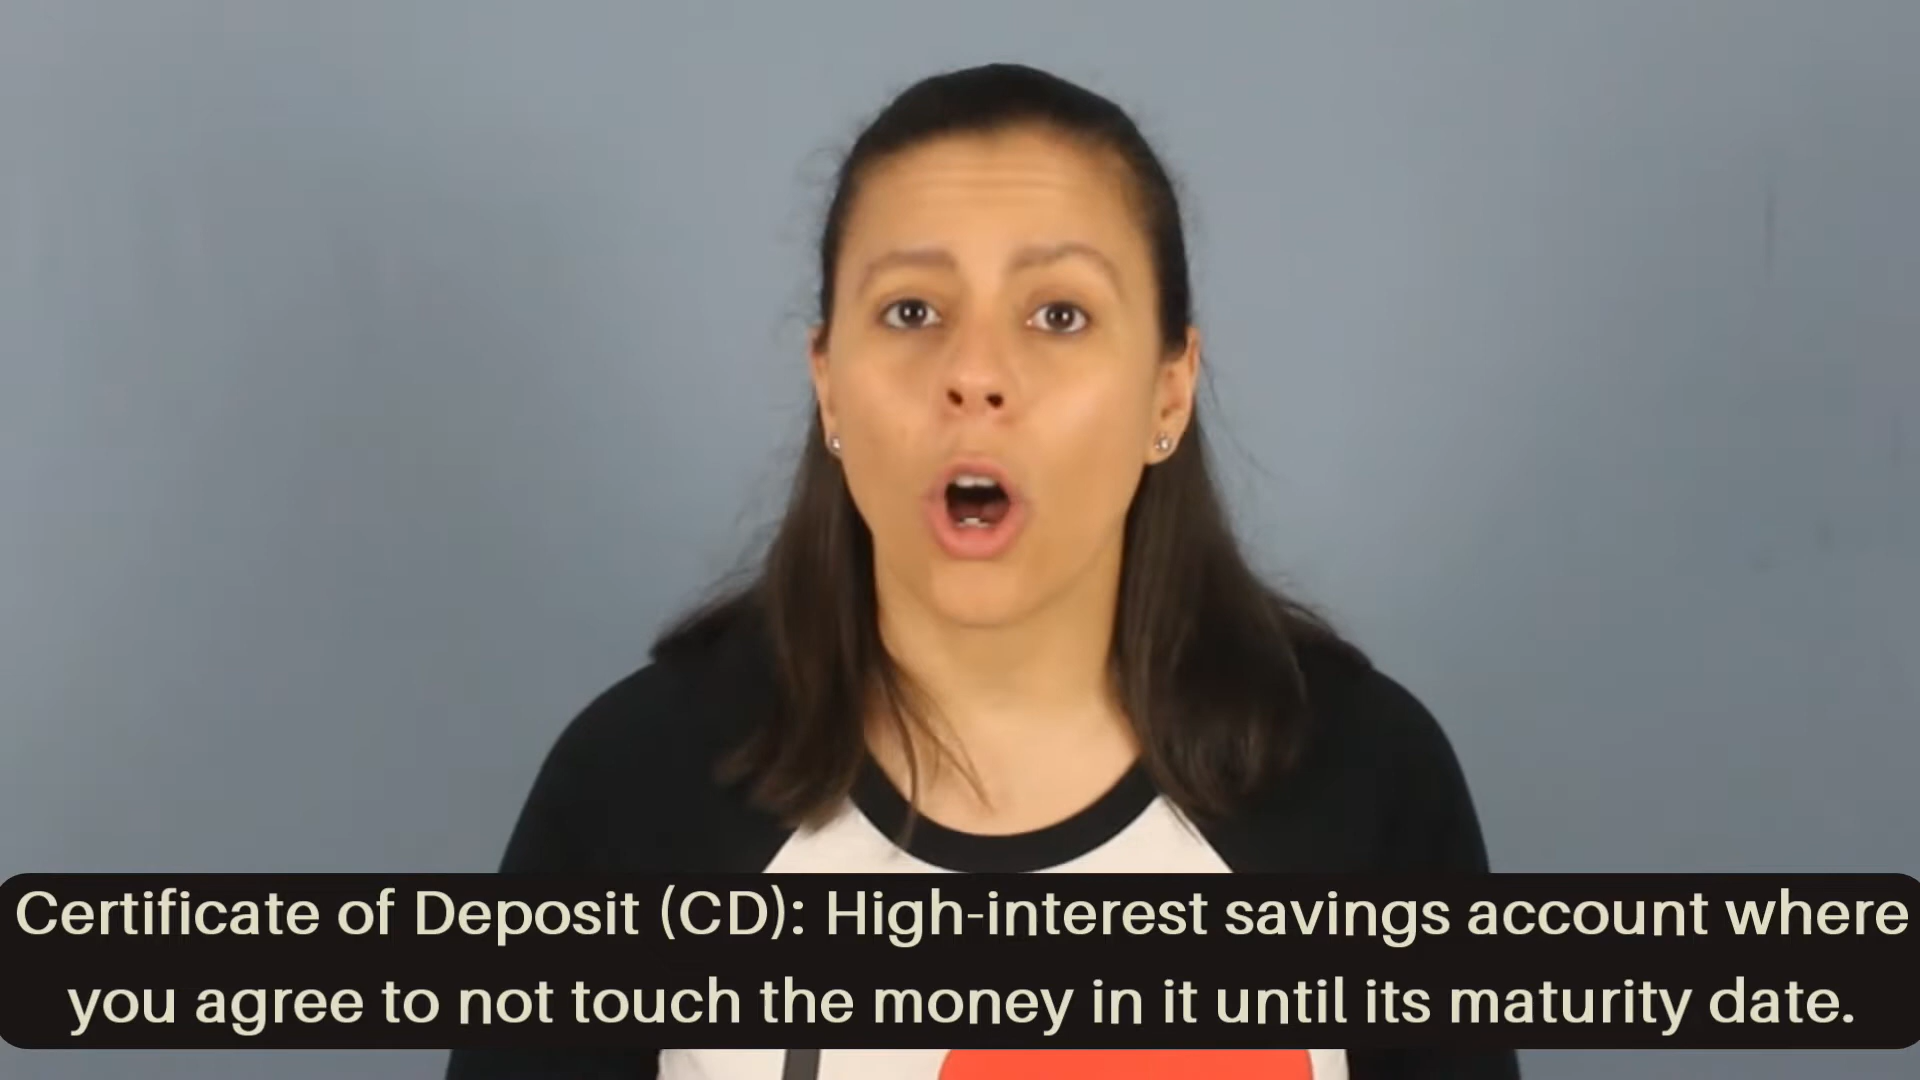 Certificate of Deposit (CD): High-interest savings account where
you agree to not touch the money in it until its maturity date.